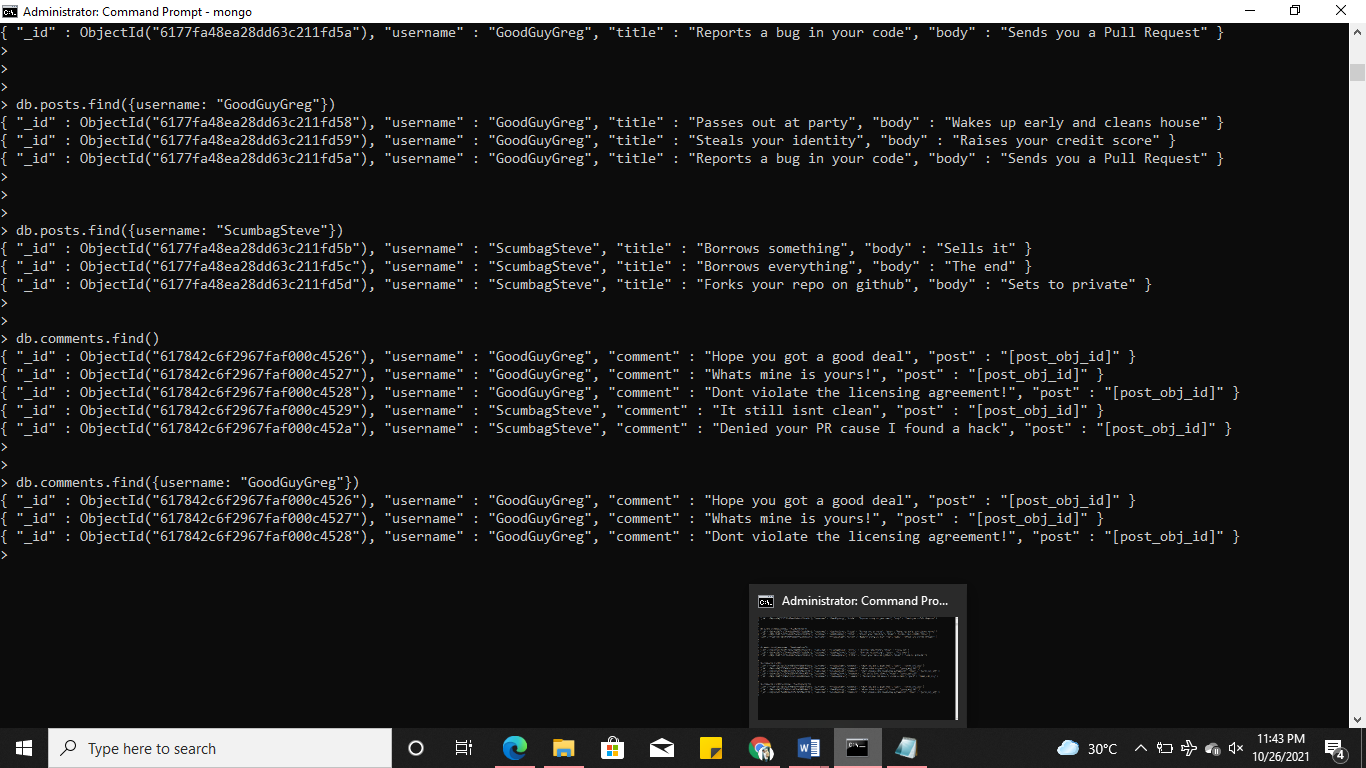 Administrator: Command Prompt - mongo
{ "_id" : ObjectId("6177fa48ea28dd63c211fd5a"), "username" : "GoodGuyGreg", "title" : "Reports a bug in your code", "body" : "Sends you a Pull Request" }
>
>
>
> db.posts.find({username: "GoodGuyGreg"})
{ "_id" : ObjectId("6177fa48ea28dd63c211fd58"), "username" : "GoodGuyGreg", "title" : "Passes out at party", "body" : "Wakes up early and cleans house" }
{ "_id" : ObjectId("6177fa48ea28dd63c211fd59"), "username" : "GoodGuyGreg", "title" : "Steals your identity", "body" : "Raises your credit score" }
{ "_id" : ObjectId("6177fa48ea28dd63c211fd5a"), "username" : "GoodGuyGreg", "title" : "Reports a bug in your code", "body" : "Sends you a Pull Request" }
>
>
>
> db.posts.find({username: "ScumbagSteve"})
{ "_id" : ObjectId("6177fa48ea28dd63c211fd5b"), "username" : "ScumbagSteve", "title" : "Borrows something", "body" : "Sells it" }
{ "_id" : ObjectId("6177fa48ea28dd63c211fd5c"), "username" : "ScumbagSteve", "title" : "Borrows everything", "body" : "The end" }
{ "_id" : ObjectId("6177fa48ea28dd63c211fd5d"), "username" : "ScumbagSteve", "title" : "Forks your repo on github", "body" : "Sets to private" }
>
>
> db.comments.find()
{ "_id" : ObjectId("617842c6f2967faf000c4526"), "username" : "GoodGuyGreg", "comment" : "Hope you got a good deal", "post" : "[post_obj_id]" }
{ "_id" : ObjectId("617842c6f2967faf000c4527"), "username" : "GoodGuyGreg", "comment" : "Whats mine is yours!", "post" : "[post_obj_id]" }
{ "_id" : ObjectId("617842c6f2967faf000c4528"), "username" : "GoodGuyGreg", "comment" : "Dont violate the licensing agreement!", "post" : "[post_obj_id]" }
{ "_id" : ObjectId("617842c6f2967faf000c4529"), "username" : "ScumbagSteve", "comment" : "It still isnt clean", "post" : "[post_obj_id]" }
{ "_id" : ObjectId("617842c6f2967faf000c452a"), "username" : "ScumbagSteve", "comment" : "Denied your PR cause I found a hack", "post" : "[post_obj_id]" }
>
>
> db.comments.find({username: "GoodGuyGreg"})
{ "_id" : ObjectId("617842c6f2967faf000c4526"), "username" : "GoodGuyGreg", "comment" : "Hope you got a good deal", "post" : "[post_obj_id]" }
{ "_id" : ObjectId("617842c6f2967faf000c4527"), "username" : "GoodGuyGreg", "comment" : "Whats mine is yours!", "post" : "[post_obj_id]" }
{ "_id" : ObjectId("617842c6f2967faf000c4528"), "username" : "GoodGuyGreg", "comment" : "Dont violate the licensing agreement!", "post" : "[post_obj_id]" }
>
Administrator: Command Pro...
Type here to search
30°C
11:43 PM
10/26/2021
4